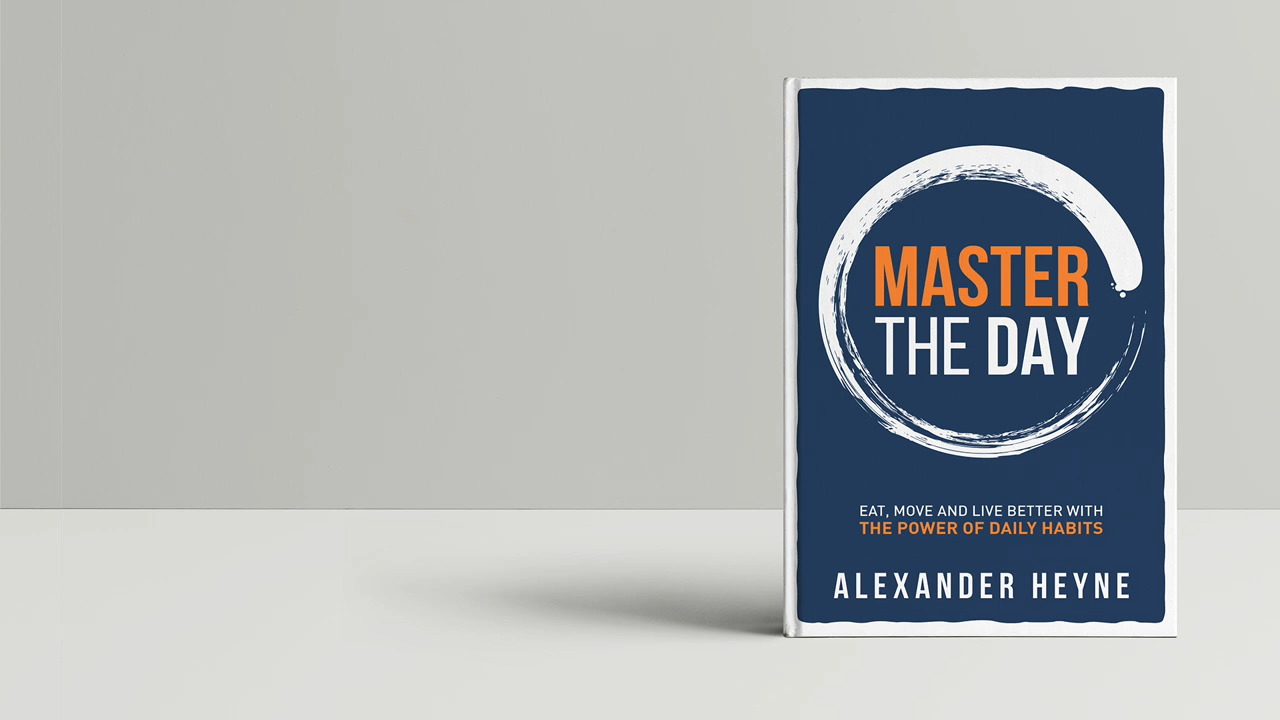 MASTER
THE DAY
EAT, MOVE AND LIVE BETTER WITH
THE POWER OF DAILY HABITS
ALEXANDER HEYNE